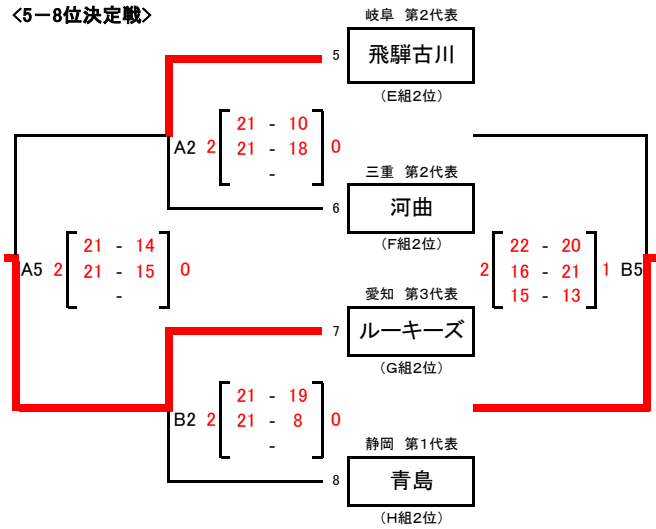 <5－8位決定戦>
岐阜 第2代表
5 飛騨古川
(E組2位)
21 - 10
A2 2 21 - 18 0
-
三重 第2代表
6 河曲
(F組2位)
21 - 14
A5 2 21 - 15 0
-
22 - 20
2 16 - 21 1 B5
15 - 13
愛知 第3代表
7 ルーキーズ
(G組2位)
21 - 19
B2 2 21 - 8 0
-
静岡 第1代表
8 青島
(H組2位)